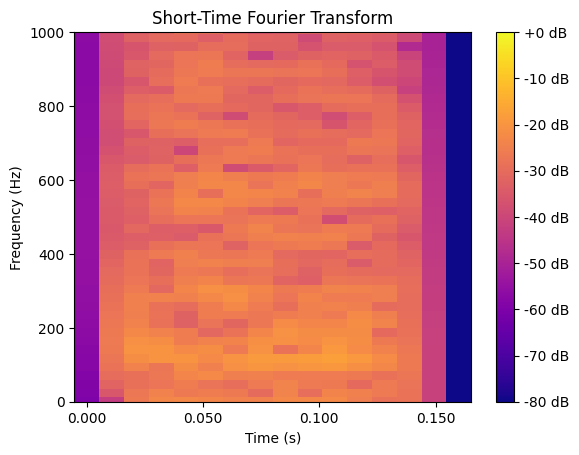 Short-Time Fourier Transform
Frequency (Hz)
1000
800
600
400
200
0
0.000
0.050
0.100
0.150
Time (s)
+0 dB
-10 dB
-20 dB
-30 dB
-40 dB
-50 dB
-60 dB
-70 dB
-80 dB